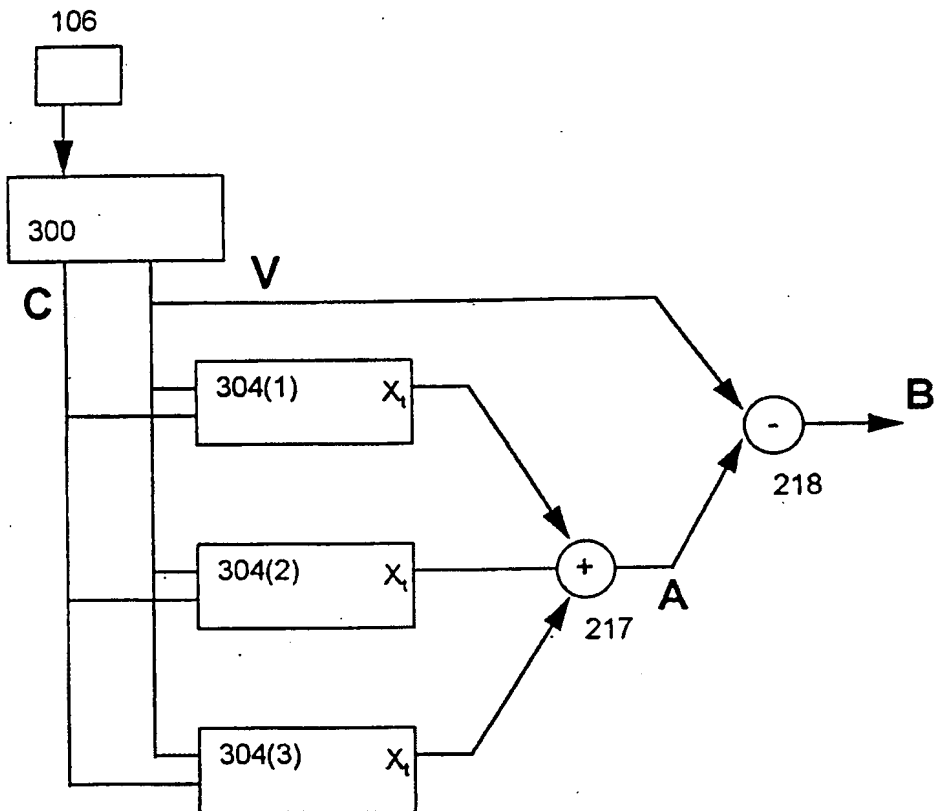 106
300
C
V
304(1) Xt
B
-
218
304(2) Xt
+
A
217
304(3) Xt